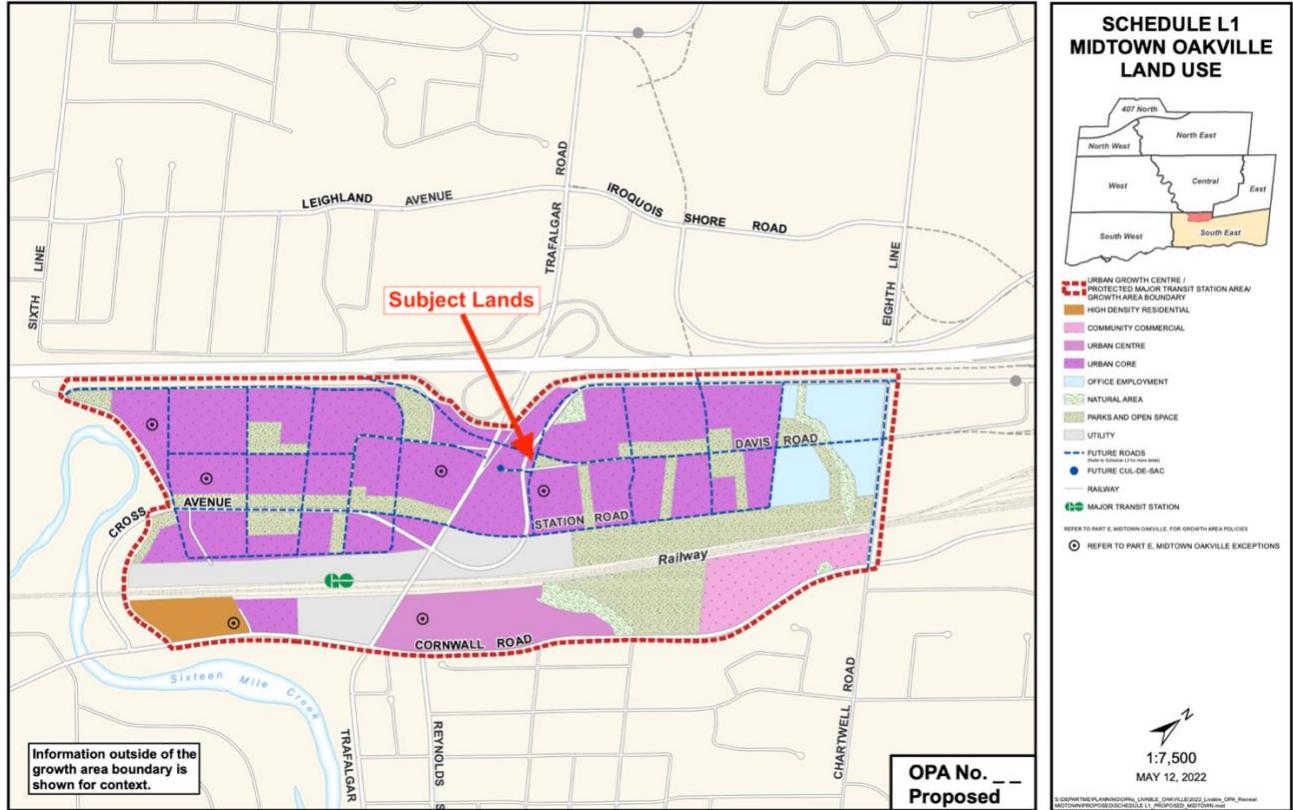 SCHEDULE L1
MIDTOWN OAKVILLE
LAND USE
407 North
North West
North East
West
Central
East
South West
South East
URBAN GROWTH CENTRE /
PROTECTED MAJOR TRANSIT STATION AREA/
GROWTH AREA BOUNDARY
HIGH DENSITY RESIDENTIAL
COMMUNITY COMMERCIAL
URBAN CENTRE
URBAN CORE
OFFICE EMPLOYMENT
NATURAL AREA
PARKS AND OPEN SPACE
UTILITY
FUTURE ROADS
FUTURE CUL-DE-SAC
RAILWAY
GO MAJOR TRANSIT STATION
REFER TO PART E, MIDTOWN OAKVILLE, FOR GROWTH AREA POLICIES
REFER TO PART E, MIDTOWN OAKVILLE EXCEPTIONS
N
1:7,500
MAY 12, 2022
LEIGHLAND AVENUE
IROQUOIS SHORE ROAD
TRAFALGAR ROAD
SIXTH LINE
EIGHTH LINE
Subject Lands
DAVIS ROAD
CROSS AVENUE
STATION ROAD
Railway
GO
CORNWALL ROAD
Sixteen Mile Creek
TRAFALGAR
REYNOLDS S
CHARTWELL ROAD
Information outside of the
growth area boundary is
shown for context.
OPA No. _ _
Proposed